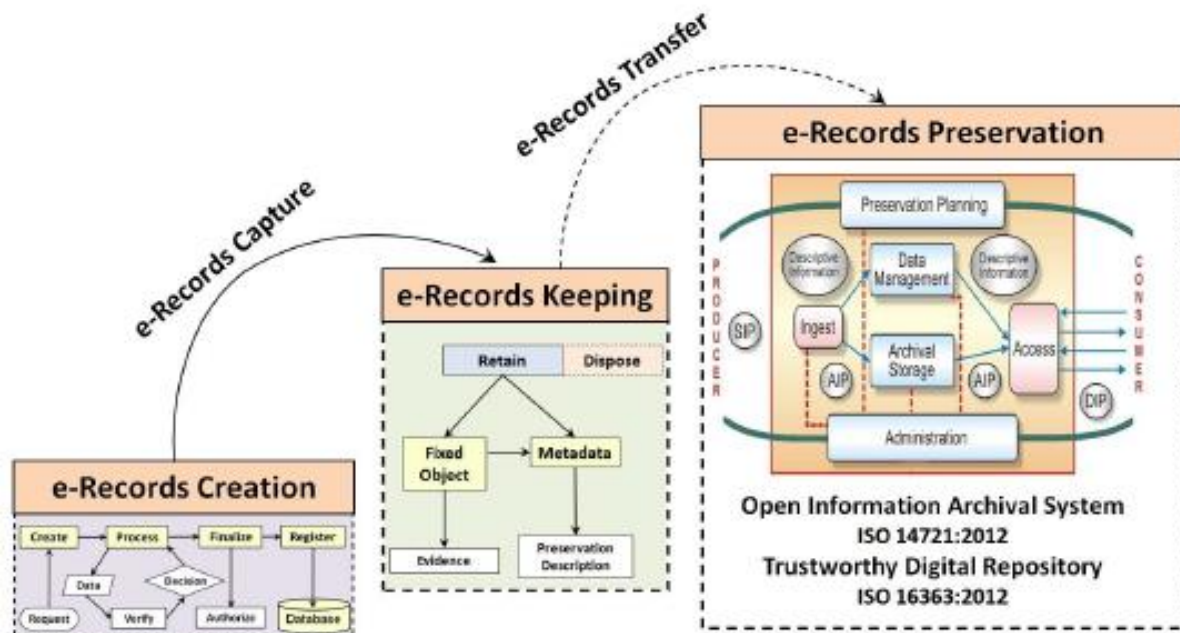 e-Records Transfer
e-Records Capture
e-Records Preservation
Preservation Planning
Descriptive
Information
Data
Management
Descriptive
Information
PRODUCER
CONSUMER
SIP
Ingest
Access
Archival
Storage
AIP
AIP
DIP
Administration
Open Information Archival System
ISO 14721:2012
Trustworthy Digital Repository
ISO 16363:2012
e-Records Keeping
Retain
Dispose
Fixed
Object
Metadata
Evidence
Preservation
Description
e-Records Creation
Create
Process
Finalize
Register
Data
Decision
Request
Verify
Authorize
Database